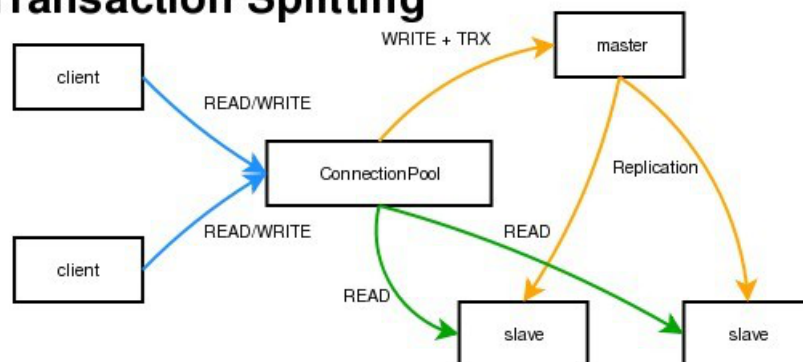 Transaction Splitting
WRITE + TRX
master
client
READ/WRITE
ConnectionPool
Replication
READ/WRITE
READ
client
READ
slave
slave